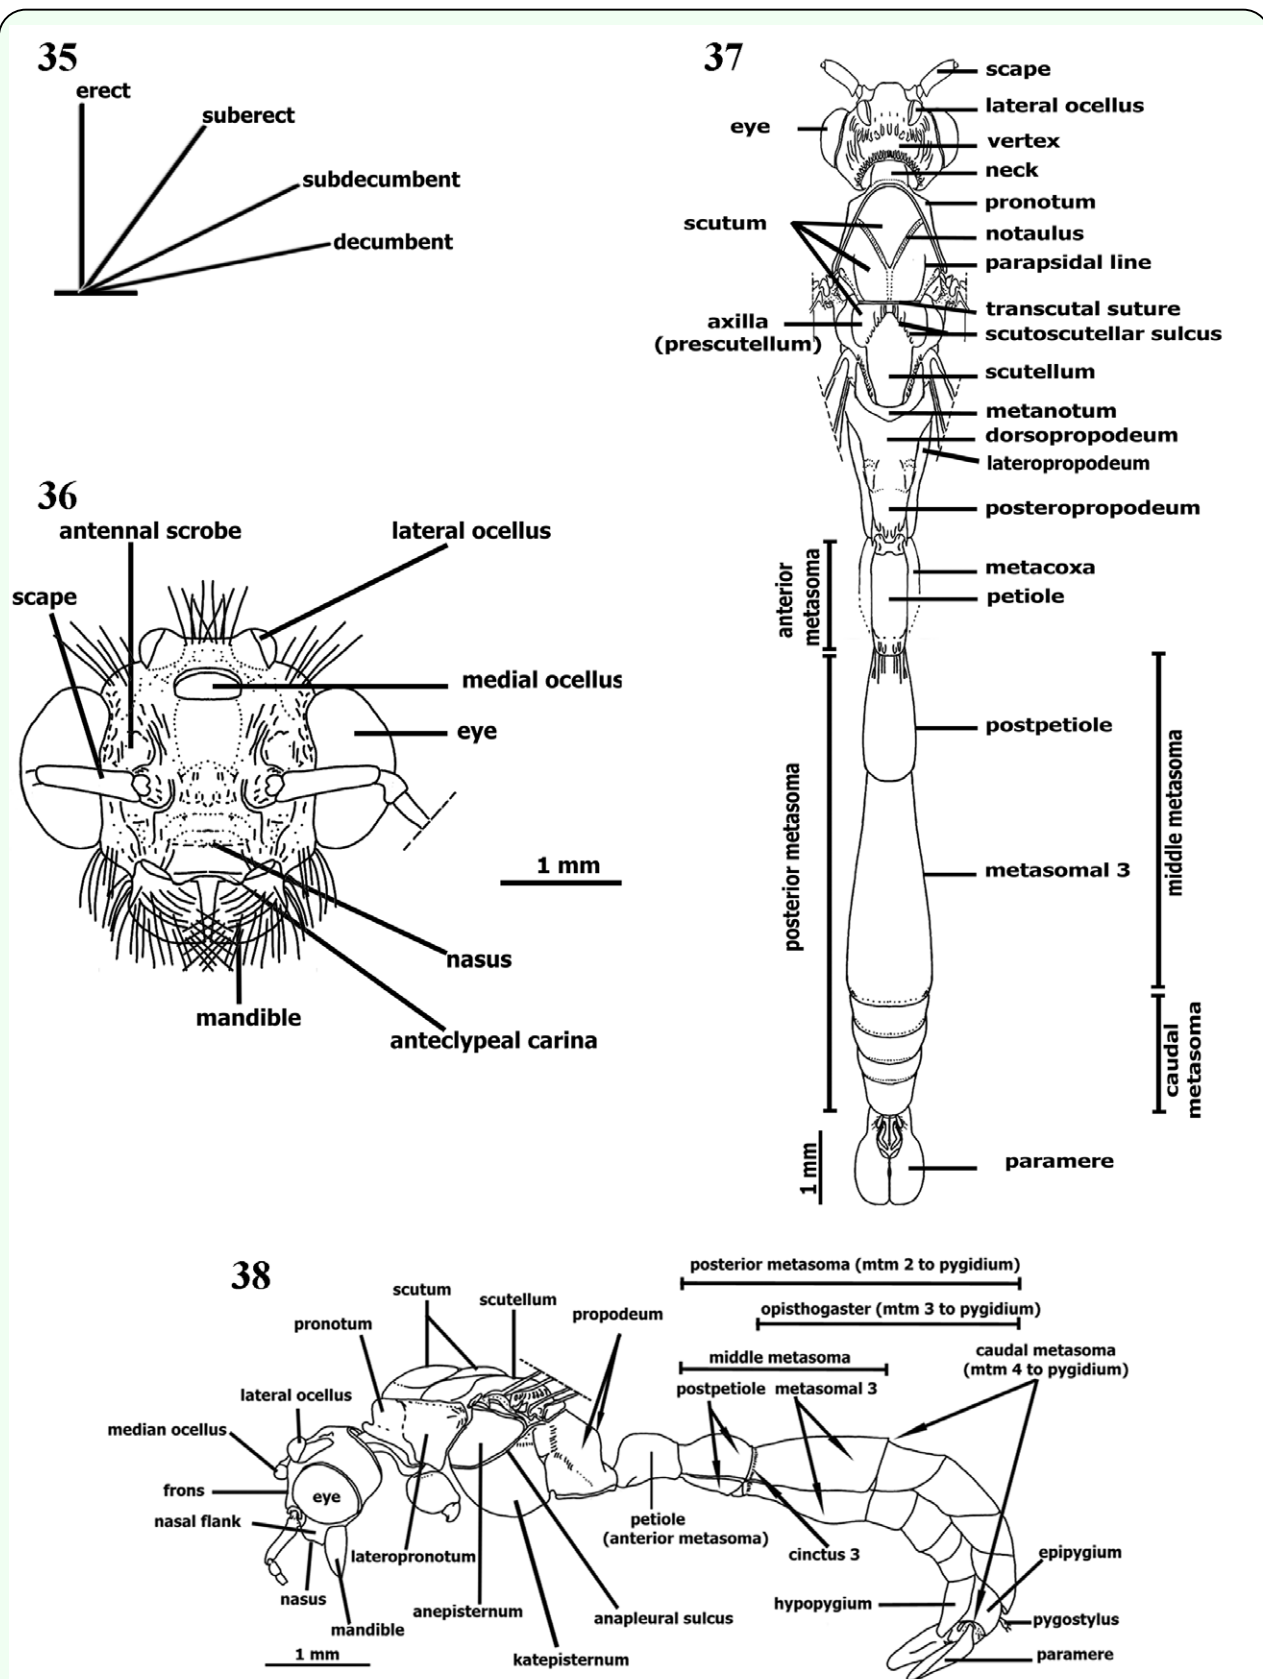 35
erect
suberect
subdecumbent
decumbent
36
antennal scrobe
lateral ocellus
scape
medial ocellus
eye
1 mm
nasus
mandible
anteclypeal carina
37
scape
lateral ocellus
eye
vertex
neck
pronotum
scutum
notaulus
parapsidal line
transcutal suture
axilla
(prescutellum)
scutoscutellar sulcus
scutellum
metanotum
dorsopropodeum
lateropropodeum
posteropropodeum
anterior
metasoma
metacoxa
petiole
postpetiole
posterior metasoma
middle metasoma
metasomal 3
caudal
metasoma
1 mm
paramere
38
posterior metasoma (mtm 2 to pygidium)
scutum
scutellum
opisthogaster (mtm 3 to pygidium)
propodeum
pronotum
caudal metasoma
(mtm 4 to pygidium)
middle metasoma
postpetiole
metasomal 3
lateral ocellus
median ocellus
frons
eye
nasal flank
petiole
(anterior metasoma)
lateropronotum
cinctus 3
epipygium
nasus
anepisternum
anapleural sulcus
hypopygium
pygostylus
mandible
1 mm
katepisternum
paramere